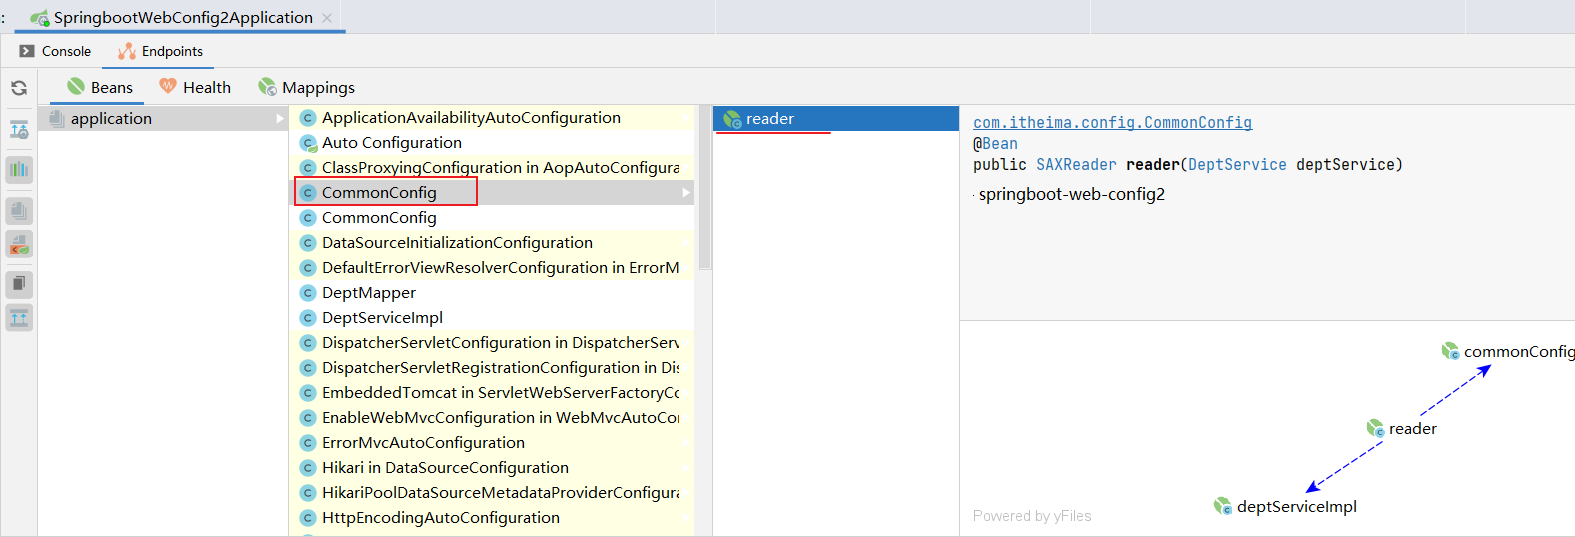 :
SpringbootWebConfig2Application
Console
Endpoints
Beans
Health
Mappings
application
ApplicationAvailabilityAutoConfiguration
Auto Configuration
ClassProxyingConfiguration in AopAutoConfigura
CommonConfig
CommonConfig
DataSourceInitializationConfiguration
DefaultErrorViewResolverConfiguration in ErrorM
DeptMapper
DeptServiceImpl
DispatcherServletConfiguration in DispatcherServ
DispatcherServletRegistrationConfiguration in Dis
EmbeddedTomcat in ServletWebServerFactoryCo
EnableWebMvcConfiguration in WebMvcAutoCo
ErrorMvcAutoConfiguration
Hikari in DataSourceConfiguration
HikariPoolDataSourceMetadataProviderConfigura
HttpEncodingAutoConfiguration
reader
com.itheima.config.CommonConfig
@Bean
public SAXReader reader(DeptService deptService)
springboot-web-config2
commonConfig
reader
deptServiceImpl
Powered by yFiles